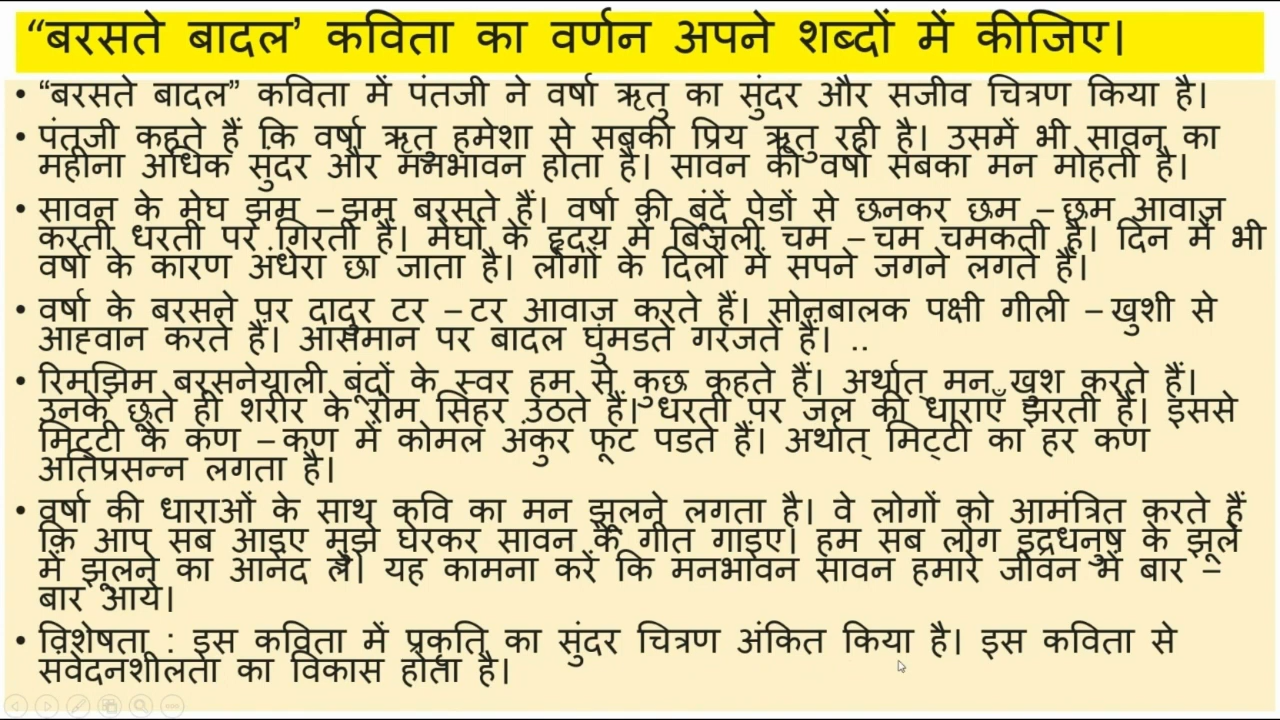 “बरसते बादल’ कविता का वर्णन अपने शब्दों में कीजिए।
• “बरसते बादल” कविता में पंतजी ने वर्षा ऋतु का सुंदर और सजीव चित्रण किया है।
• पंतजी कहते हैं कि वर्षा ऋतु हमेशा से सबकी प्रिय ऋतु रही है। उसमें भी सावन का
महीना अधिक सुंदर और मनभावन होता है। सावन की वर्षा सबका मन मोहती है।
• सावन के मेघ झम – झम बरसते हैं। वर्षा की बूंदें पेडों से छनकर छम – छम आवाज़
करती धरती पर गिरती हैं। मेघों के हृदय में बिजली चम – चम चमकती है। दिन में भी
वर्षा के कारण अंधेरा छा जाता है। लोगों के दिलों में सपने जगने लगते हैं।
• वर्षा के बरसने पर दादुर टर – टर आवाज़ करते हैं। सोनबालक पक्षी गीली – खुशी से
आह्वान करते हैं। आसमान पर बादल घुंमडते गरजते हैं। ..
• रिमझिम बरसनेयाली बूंदों के स्वर हम से कुछ कहते हैं। अर्थात् मन खुश करते हैं।
उनके छूते ही शरीर के रोम सिहर उठते हैं। धरती पर जल की धाराएँ झरती हैं। इससे
मिट्टी के कण – कण में कोमल अंकुर फूट पडते हैं। अर्थात् मिट्टी का हर कण
अतिप्रसन्न लगता है।
• वर्षा की धाराओं के साथ कवि का मन झूलने लगता है। वे लोगों को आमंत्रित करते हैं
कि आप सब आइए मुझे घेरकर सावन के गीत गाइए। हम सब लोग इंद्रधनुष के झूले
में झूलने का आनंद लें। यह कामना करें कि मनभावन सावन हमारे जीवन में बार –
बार आये।
• विशेषता : इस कविता में प्रकृति का सुंदर चित्रण अंकित किया है। इस कविता से
संवेदनशीलता का विकास होता है।